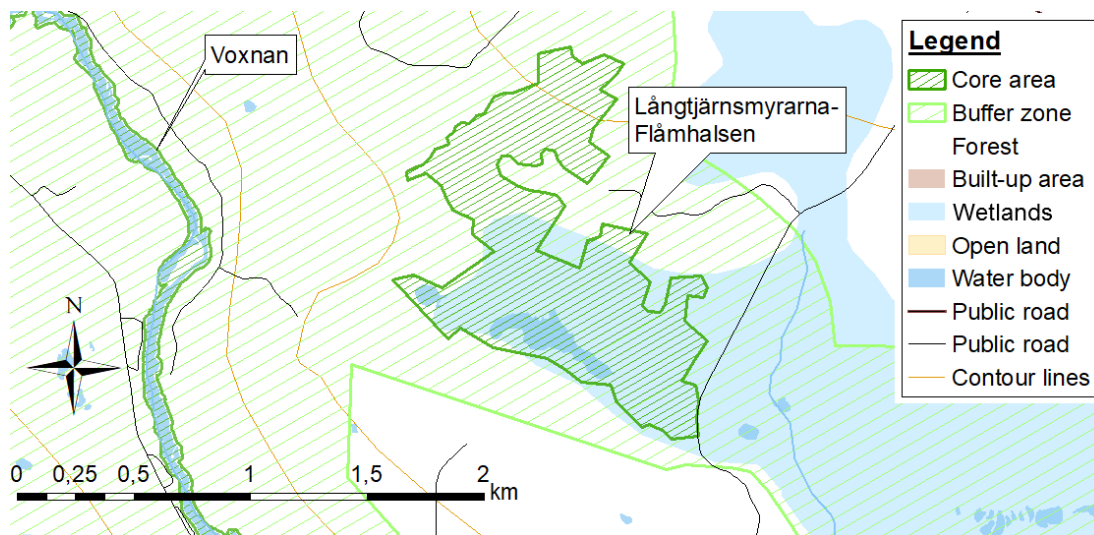 Voxnan
Långtjärnsmyrarna-
Flåmhalsen
Legend
Core area
Buffer zone
Forest
Built-up area
Wetlands
Open land
Water body
Public road
Public road
Contour lines
N
0 0,25 0,5 1 1,5 2
km